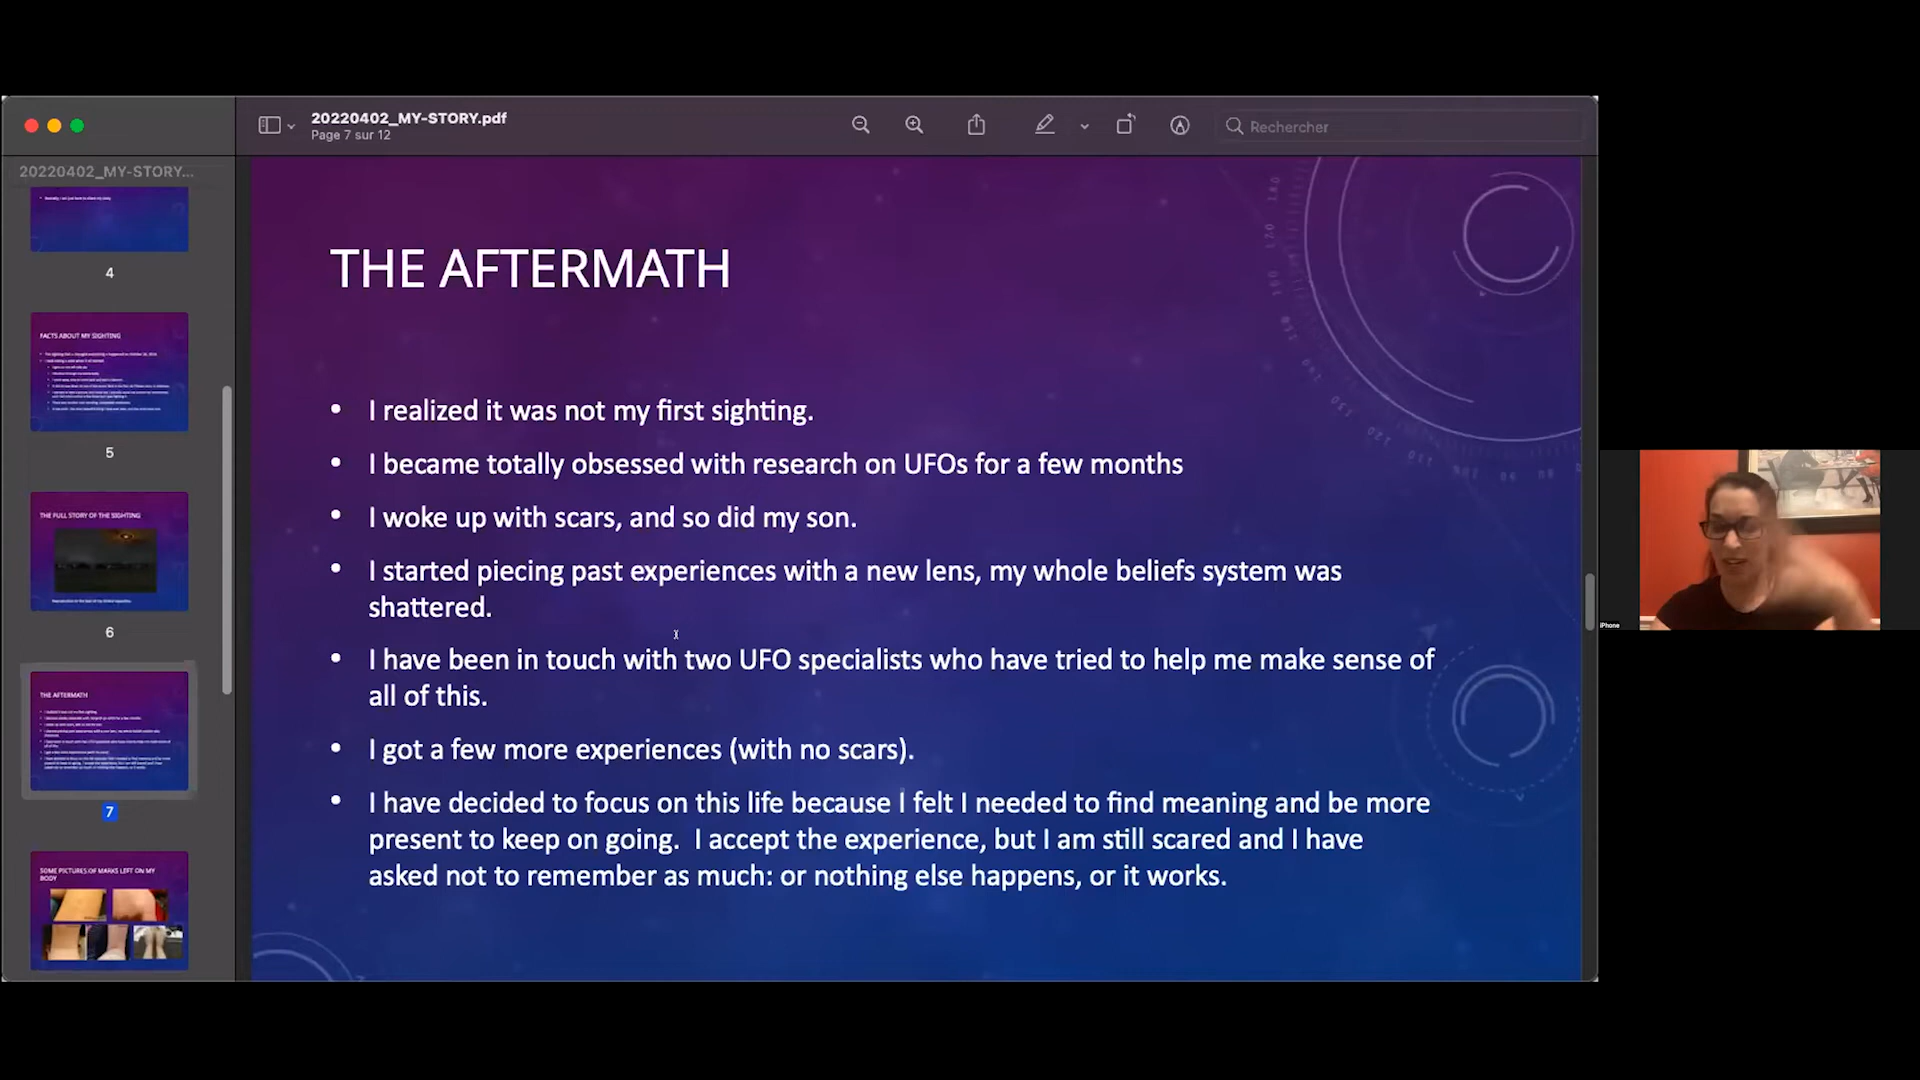 20220402_MY-STORY.pdf
Page 7 sur 12
Rechercher
20220402_MY-STORY...
4
FACTS ABOUT MY SIGHTING
5
THE FULL STORY OF THE SIGHTING
6
THE AFTERMATH
7
SOME PICTURES OF MARKS LEFT ON MY
BODY
THE AFTERMATH
• I realized it was not my first sighting.
• I became totally obsessed with research on UFOs for a few months
• I woke up with scars, and so did my son.
• I started piecing past experiences with a new lens, my whole beliefs system was
shattered.
• I have been in touch with two UFO specialists who have tried to help me make sense of
all of this.
• I got a few more experiences (with no scars).
• I have decided to focus on this life because I felt I needed to find meaning and be more
present to keep on going.  I accept the experience, but I am still scared and I have
asked not to remember as much: or nothing else happens, or it works.
iPhone